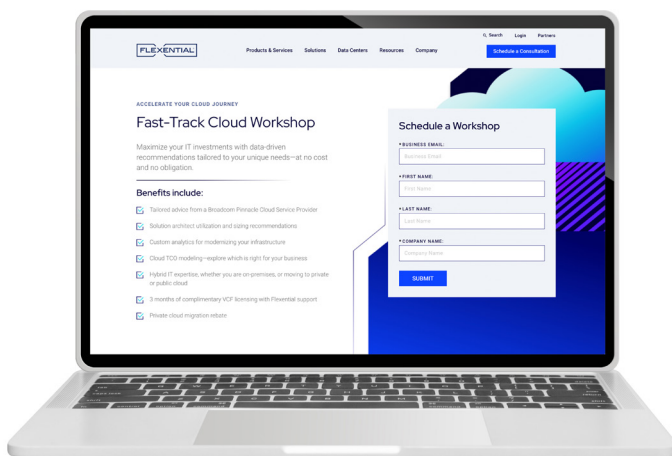 Search Login Partners
FLEXENTIAL Products & Services Solutions Data Centers Resources Company Schedule a Consultation
ACCELERATE YOUR CLOUD JOURNEY
Fast-Track Cloud Workshop
Maximize your IT investments with data-driven
recommendations tailored to your unique needs—at no cost
and no obligation.
Benefits include:
Tailored advice from a Broadcom Pinnacle Cloud Service Provider
Solution architect utilization and sizing recommendations
Custom analytics for modernizing your infrastructure
Cloud TCO modeling—explore which is right for your business
Hybrid IT expertise, whether you are on-premises, or moving to private
or public cloud
3 months of complimentary VCF licensing with Flexential support
Private cloud migration rebate
Schedule a Workshop
*BUSINESS EMAIL:
Business Email
*FIRST NAME:
First Name
*LAST NAME:
Last Name
*COMPANY NAME:
Company Name
SUBMIT